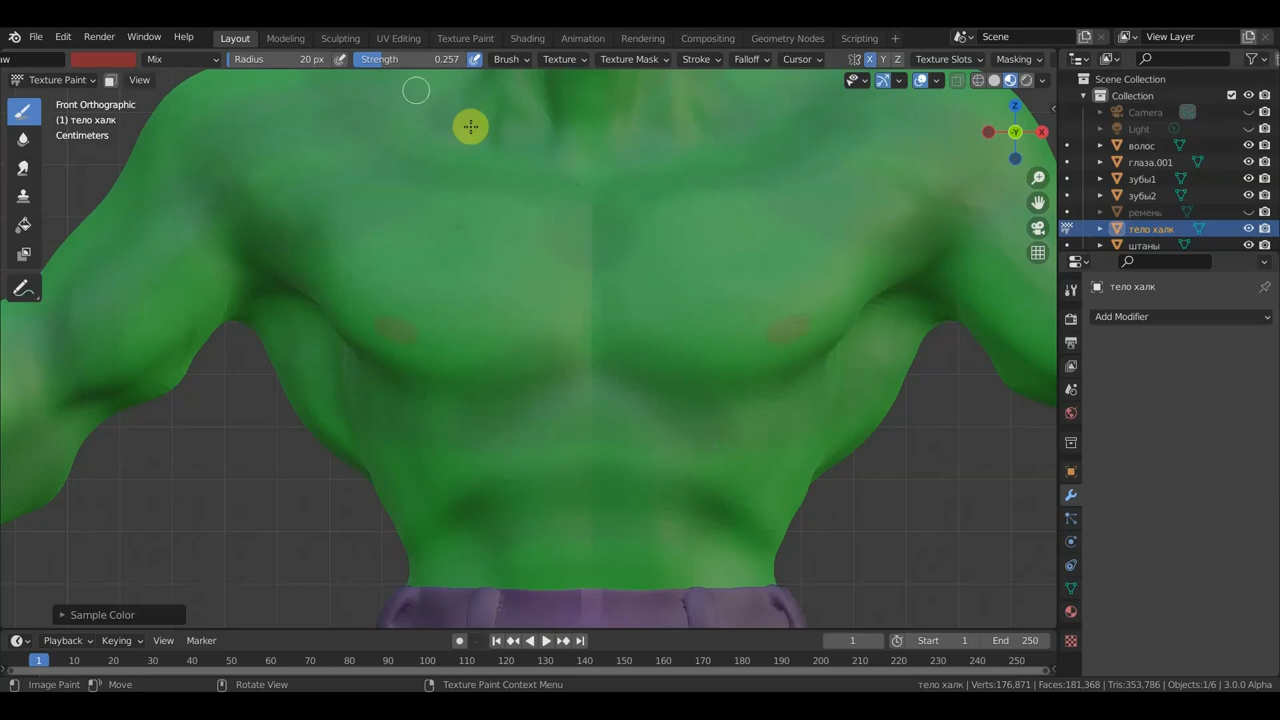 File Edit Render Window Help Layout Modeling Sculpting UV Editing Texture Paint Shading Animation Rendering Compositing Geometry Nodes Scripting Scene View Layer
Mix Radius 20 px Strength 0.257 Brush Texture Texture Mask Stroke Falloff Cursor X Y Z Texture Slots Masking
Texture Paint View
Scene Collection
Collection
Front Orthographic
(1) тело халк
Centimeters
Z
-Y
X
Camera
Light
волос
глаза.001
зубы1
зубы2
ремень
тело халк
штаны
тело халк
Add Modifier
Sample Color
Playback Keying View Marker 1 Start 1 End 250
1 10 20 30 40 50 60 70 80 90 100 110 120 130 140 150 160 170 180 190 200 210 220 230 240 250
Image Paint Move Rotate View Texture Paint Context Menu тело халк | Verts:176,871 | Faces:181,368 | Tris:353,786 | Objects:1/6 | 3.0.0 Alpha